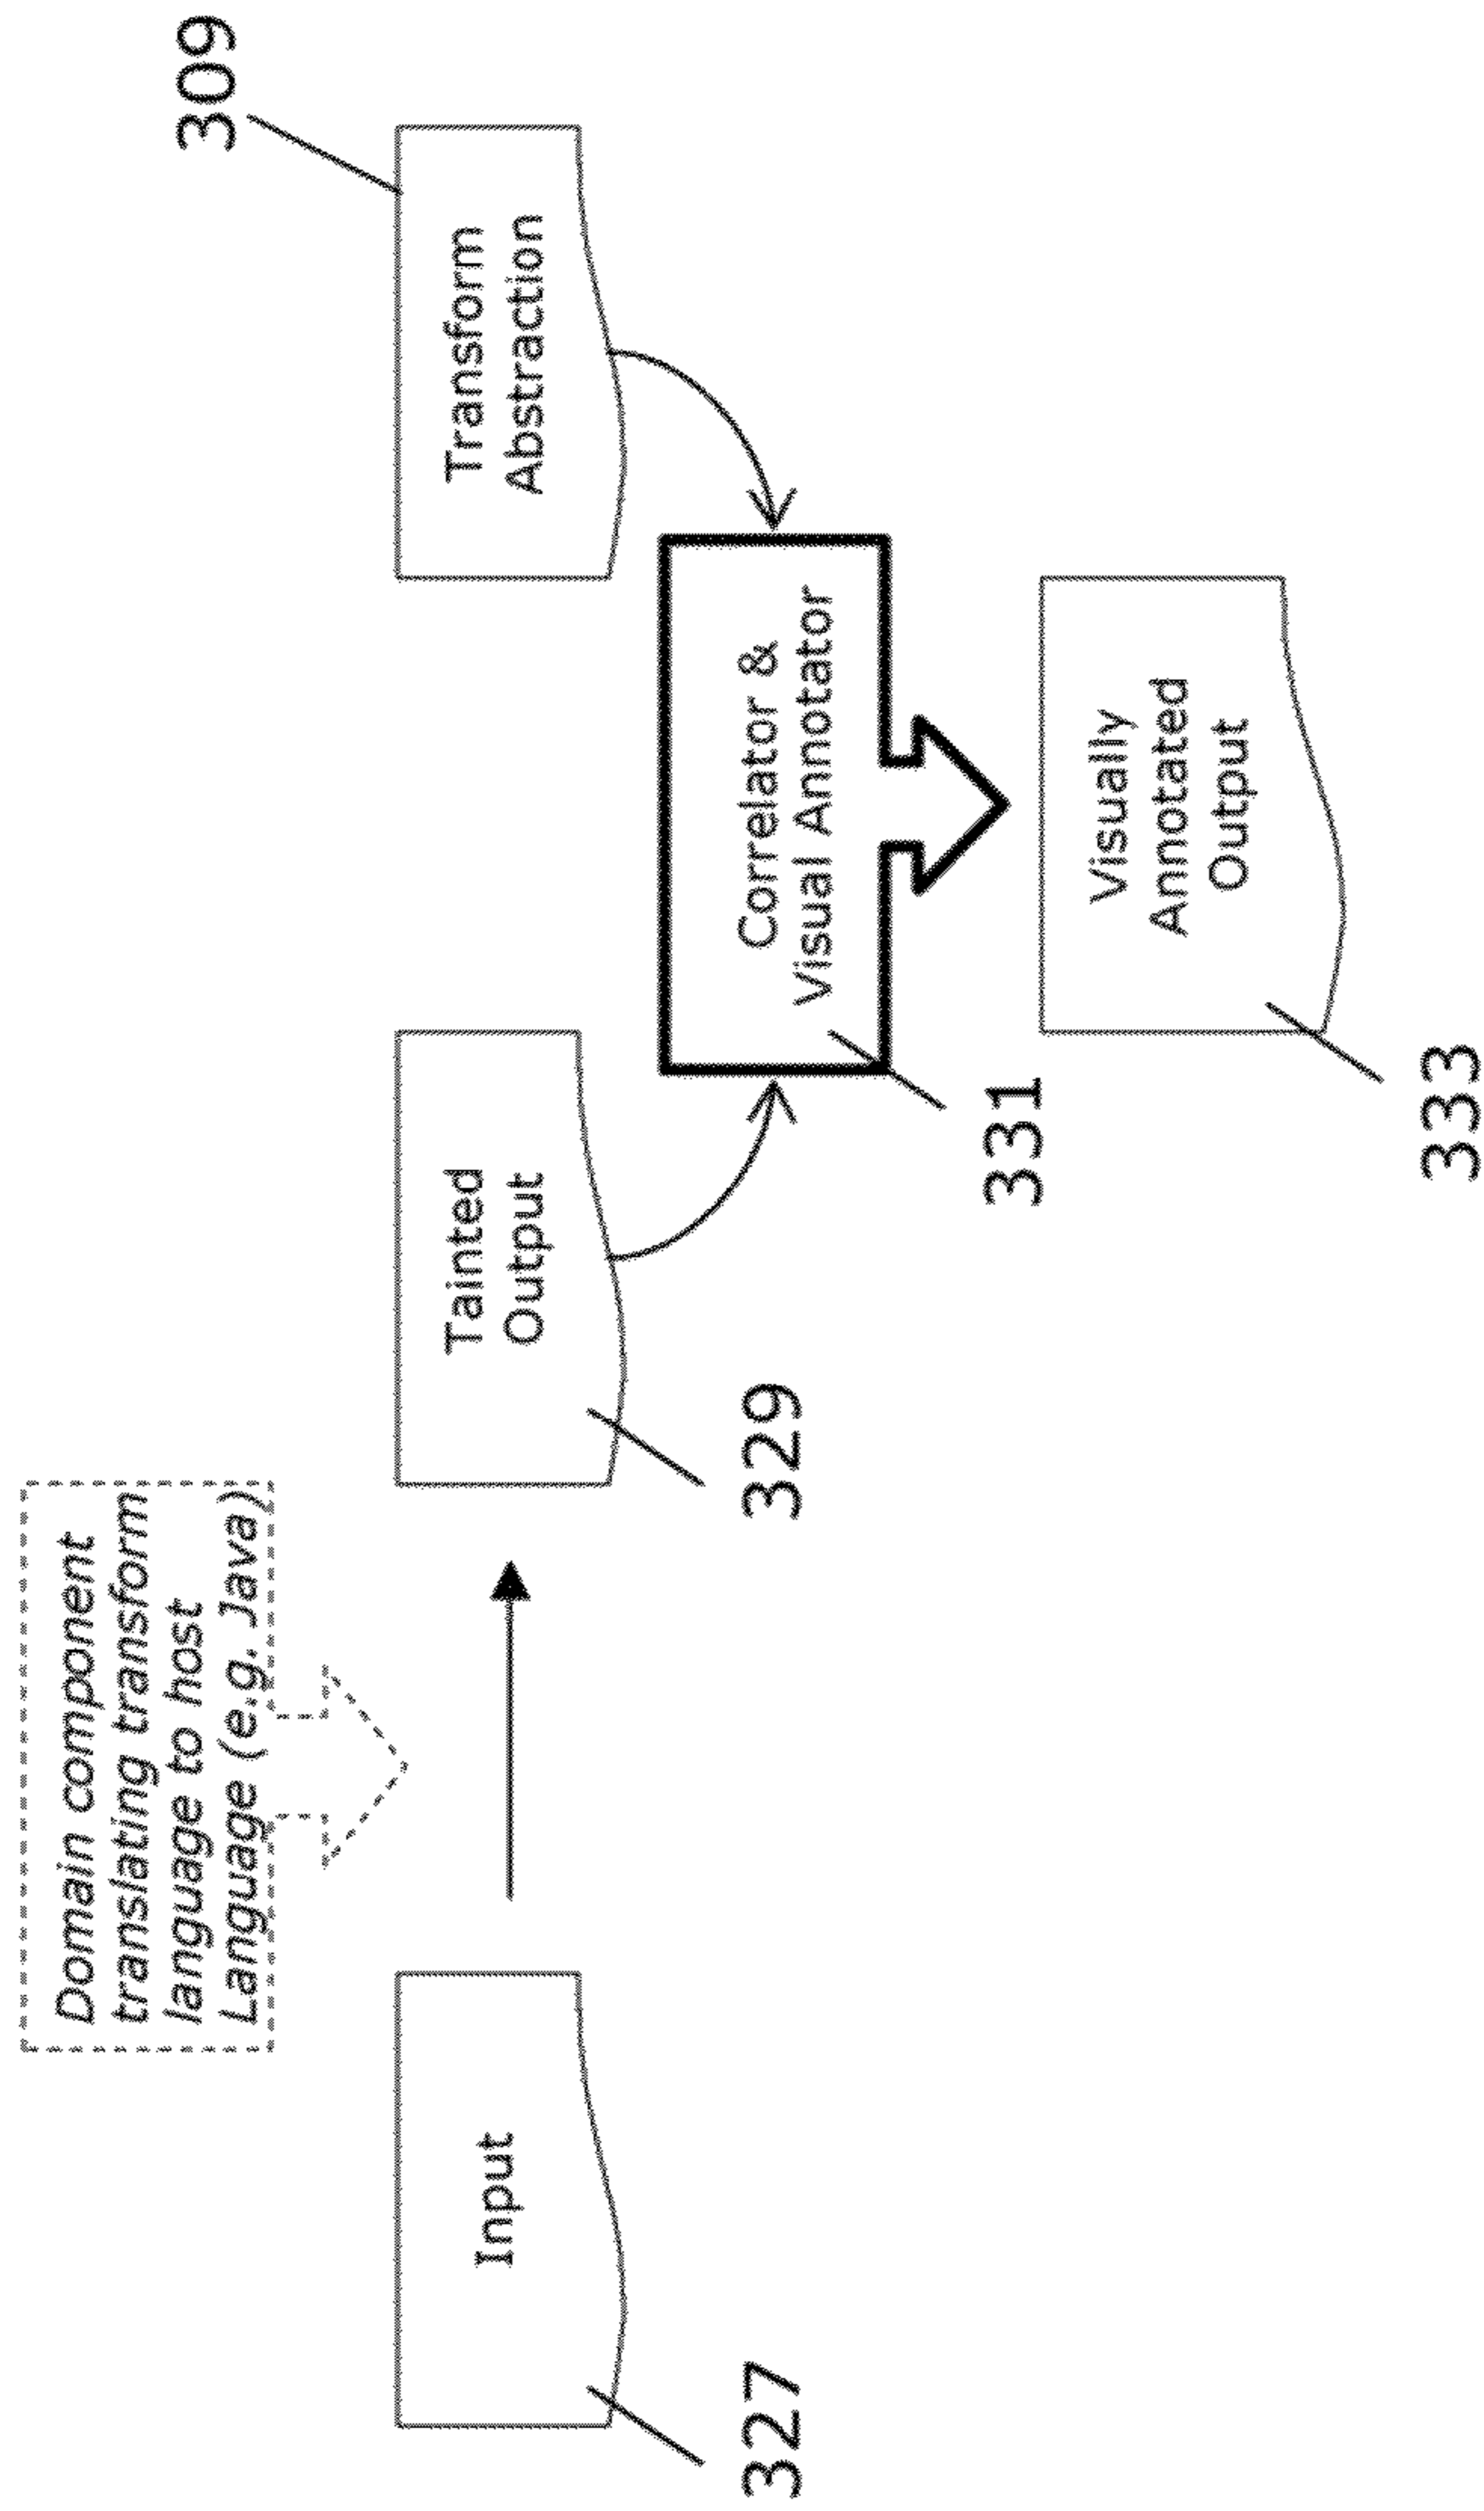 Domain component
translating transform
language to host
Language (e.g. Java)
Input
327
Tainted
Output
329
Transform
Abstraction
309
Correlator &
Visual Annotator
331
Visually
Annotated
Output
333